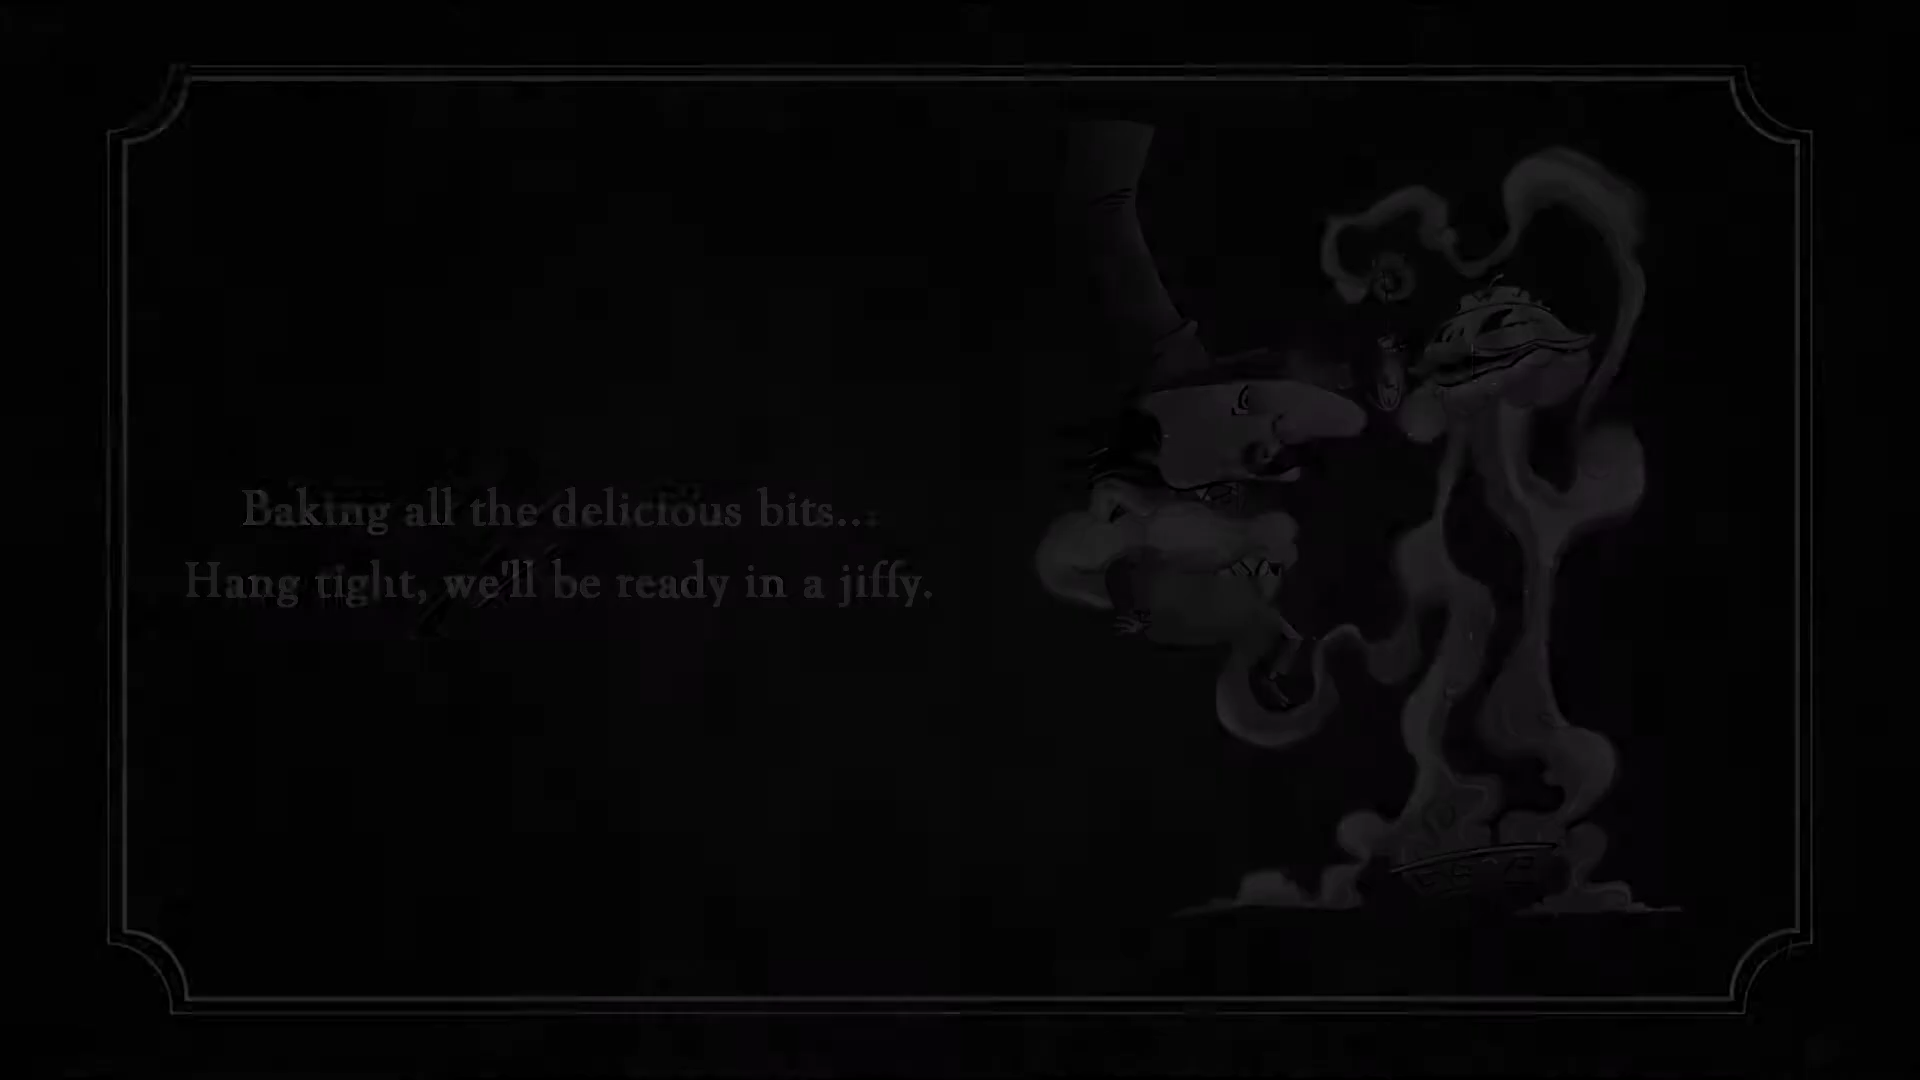 Baking all the delicious bits...
Hang tight, we'll be ready in a jiffy.